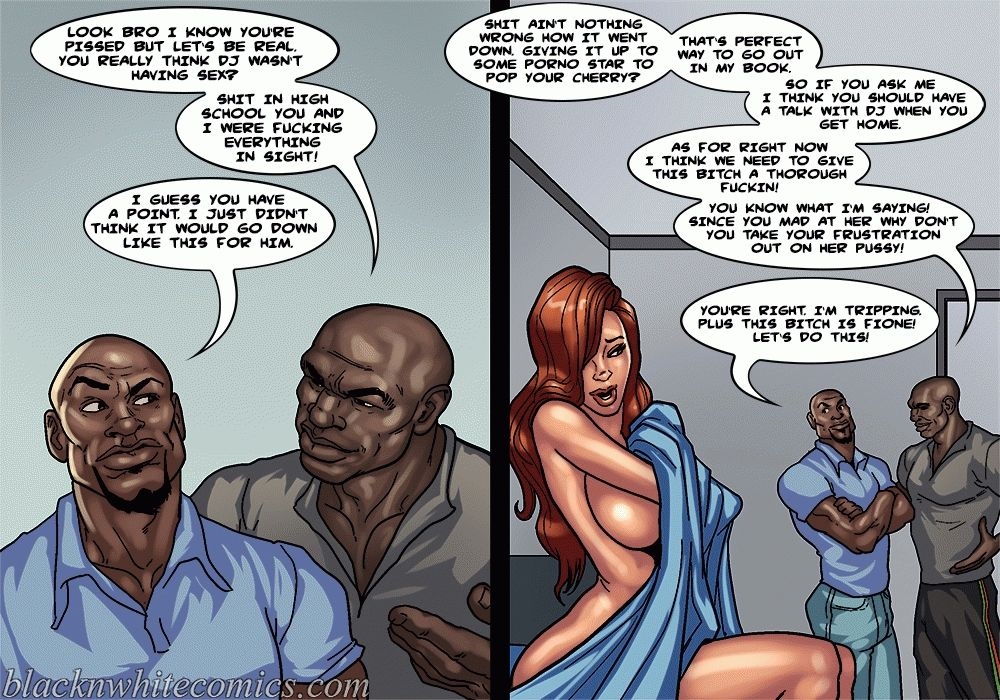 LOOK BRO I KNOW YOU'RE
PISSED BUT LET'S BE REAL.
YOU REALLY THINK DJ WASN'T
HAVING SEX?
SHIT IN HIGH
SCHOOL YOU AND
I WERE FUCKING
EVERYTHING
IN SIGHT!
I GUESS YOU HAVE
A POINT. I JUST DIDN'T
THINK IT WOULD GO DOWN
LIKE THIS FOR HIM.
SHIT AIN'T NOTHING
WRONG HOW IT WENT
DOWN. GIVING IT UP TO
SOME PORNO STAR TO
POP YOUR CHERRY?
THAT'S PERFECT
WAY TO GO OUT
IN MY BOOK.
SO IF YOU ASK ME
I THINK YOU SHOULD HAVE
A TALK WITH DJ WHEN YOU
GET HOME.
AS FOR RIGHT NOW
I THINK WE NEED TO GIVE
THIS BITCH A THOROUGH
FUCKIN!
YOU KNOW WHAT I'M SAYING!
SINCE YOU MAD AT HER WHY DON'T
YOU TAKE YOUR FRUSTRATION
OUT ON HER PUSSY!
YOU'RE RIGHT. I'M TRIPPING.
PLUS THIS BITCH IS FIONE!
LET'S DO THIS!
blacknwhitecomics.com